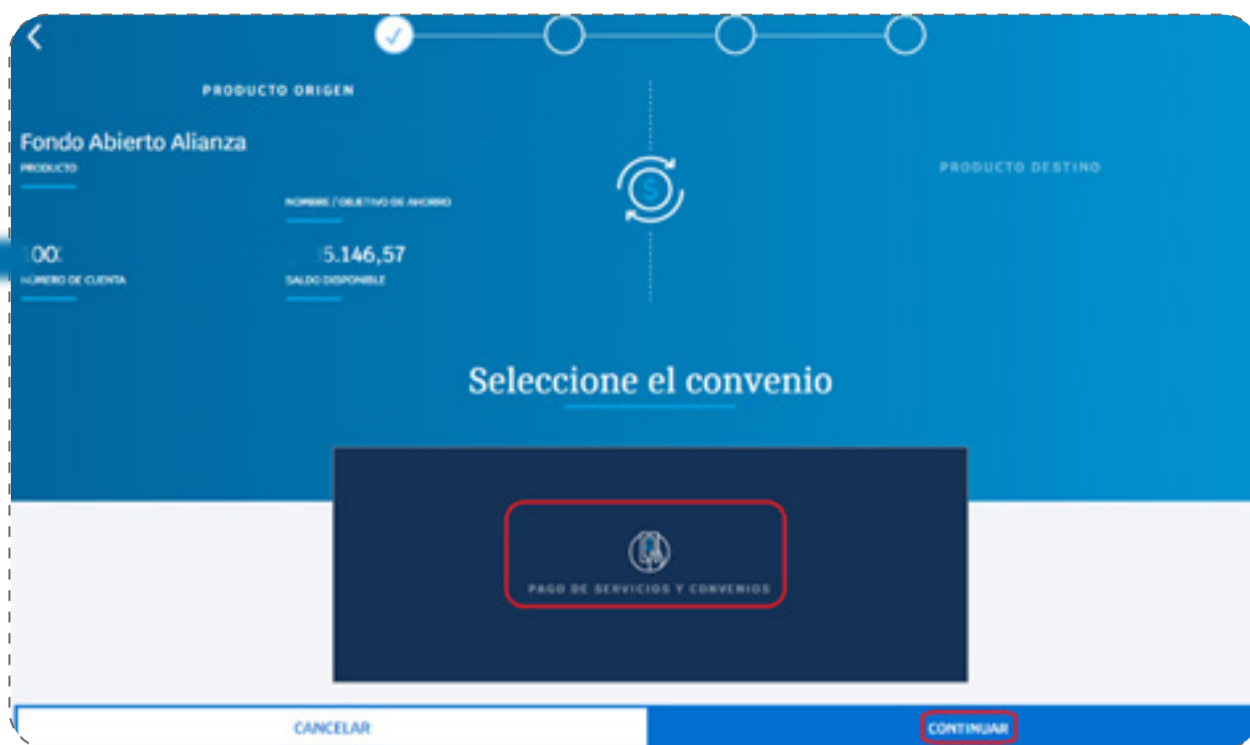 PRODUCTO ORIGEN
Fondo Abierto Alianza
PRODUCTO
PRODUCTO DESTINO
NOMBRE / OBJETIVO DE AHORRO
00
5.146,57
NÚMERO DE CUENTA
SALDO DISPONIBLE
Seleccione el convenio
PAGO DE SERVICIOS Y CONVENIOS
CANCELAR
CONTINUAR